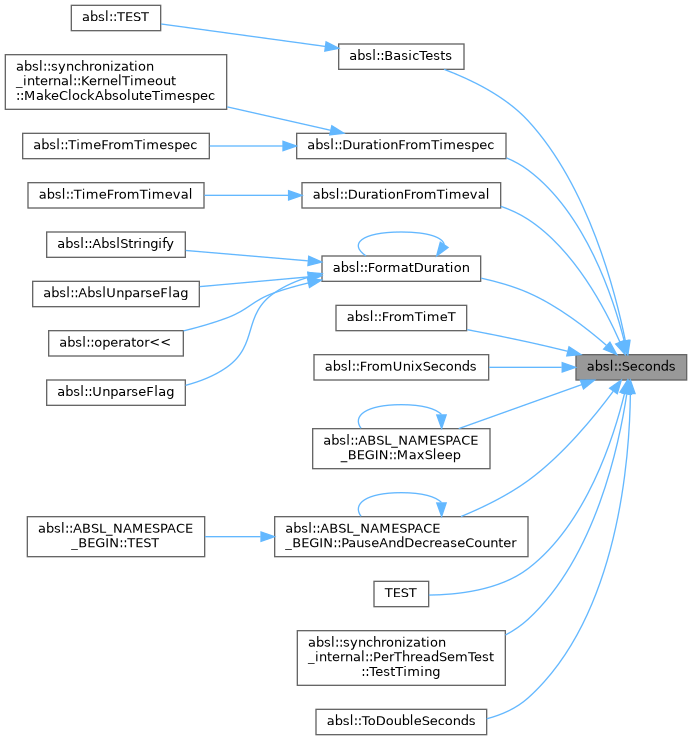 absl::TEST
absl::BasicTests
absl::synchronization
_internal::KernelTimeout
::MakeClockAbsoluteTimespec
absl::TimeFromTimespec
absl::DurationFromTimespec
absl::TimeFromTimeval
absl::DurationFromTimeval
absl::AbslStringify
absl::FormatDuration
absl::AbslUnparseFlag
absl::operator<<
absl::UnparseFlag
absl::FromTimeT
absl::FromUnixSeconds
absl::Seconds
absl::ABSL_NAMESPACE
_BEGIN::MaxSleep
absl::ABSL_NAMESPACE
_BEGIN::TEST
absl::ABSL_NAMESPACE
_BEGIN::PauseAndDecreaseCounter
TEST
absl::synchronization
_internal::PerThreadSemTest
::TestTiming
absl::ToDoubleSeconds